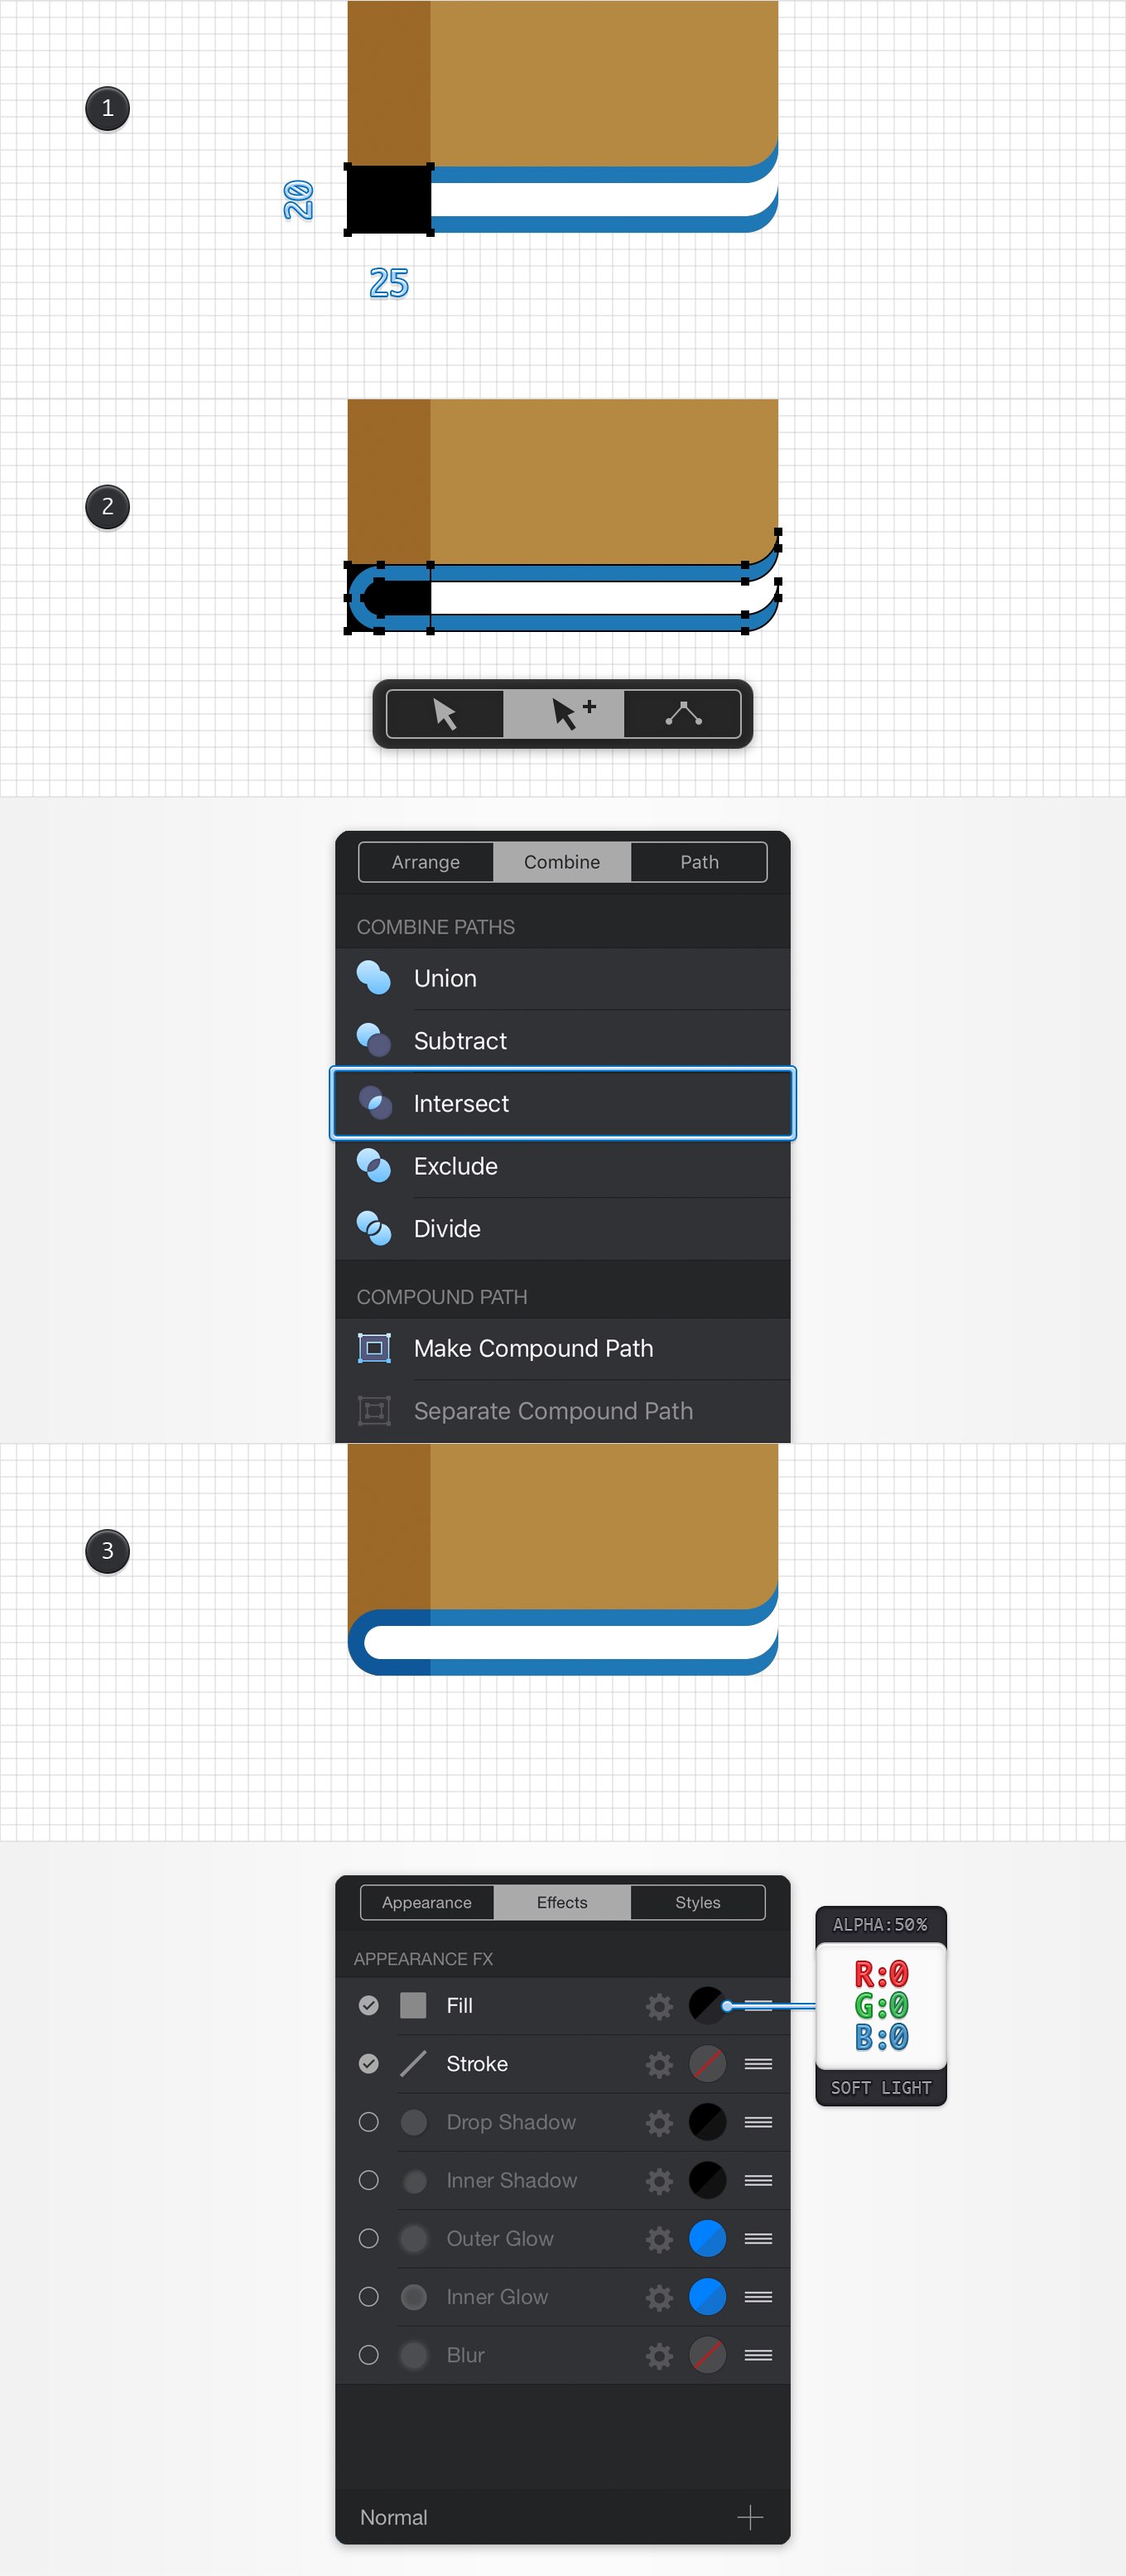 1
20
25
2
Arrange Combine Path
COMBINE PATHS
Union
Subtract
Intersect
Exclude
Divide
COMPOUND PATH
Make Compound Path
Separate Compound Path
3
Appearance Effects Styles
APPEARANCE FX
Fill
Stroke
Drop Shadow
Inner Shadow
Outer Glow
Inner Glow
Blur
Normal
ALPHA:50%
R:0
G:0
B:0
SOFT LIGHT